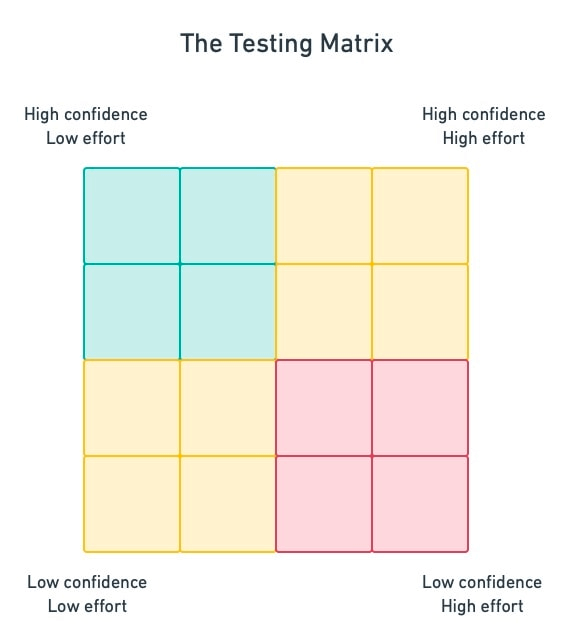 The Testing Matrix
High confidence
Low effort
High confidence
High effort
Low confidence
Low effort
Low confidence
High effort